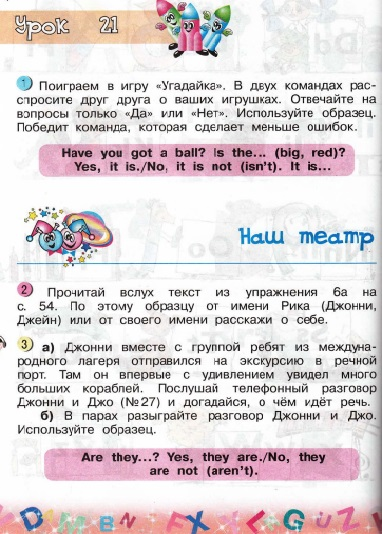 Урок 21
1 Поиграем в игру «Угадайка». В двух командах рас-
спросите друг друга о ваших игрушках. Отвечайте на
вопросы только «Да» или «Нет». Используйте образец.
Победит команда, которая сделает меньше ошибок.
Have you got a ball? Is the... (big, red)?
Yes, it is./No, it is not (isn't). It is...
Наш театр
2 Прочитай вслух текст из упражнения 6а на
с. 54. По этому образцу от имени Рика (Джонни,
Джейн) или от своего имени расскажи о себе.
3 а) Джонни вместе с группой ребят из междуна-
родного лагеря отправился на экскурсию в речной
порт. Там он впервые с удивлением увидел много
больших кораблей. Послушай телефонный разговор
Джонни и Джо (№27) и догадайся, о чём идёт речь.
б) В парах разыграйте разговор Джонни и Джо.
Используйте образец.
Are they...? Yes, they are./No, they
are not (aren't).